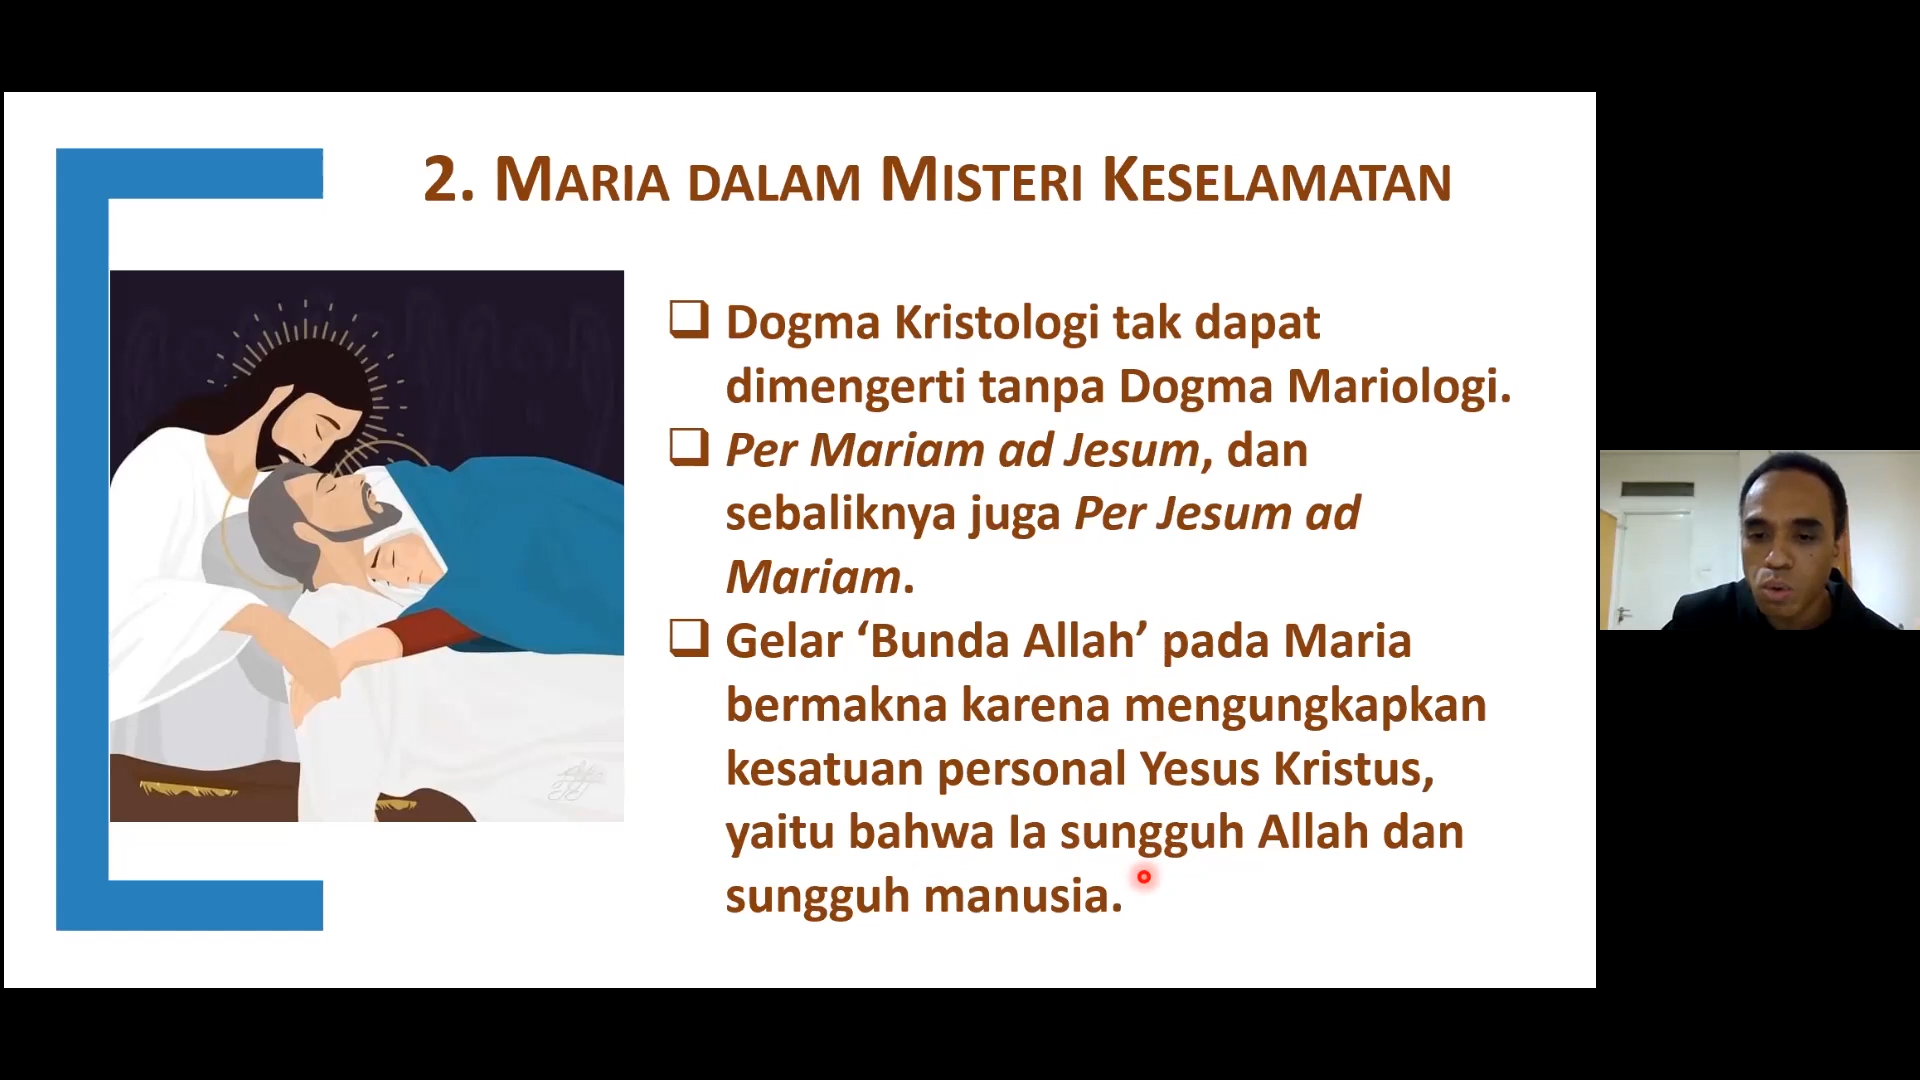 2. MARIA DALAM MISTERI KESELAMATAN
Dogma Kristologi tak dapat
dimengerti tanpa Dogma Mariologi.
Per Mariam ad Jesum, dan
sebaliknya juga Per Jesum ad
Mariam.
Gelar ‘Bunda Allah’ pada Maria
bermakna karena mengungkapkan
kesatuan personal Yesus Kristus,
yaitu bahwa Ia sungguh Allah dan
sungguh manusia.